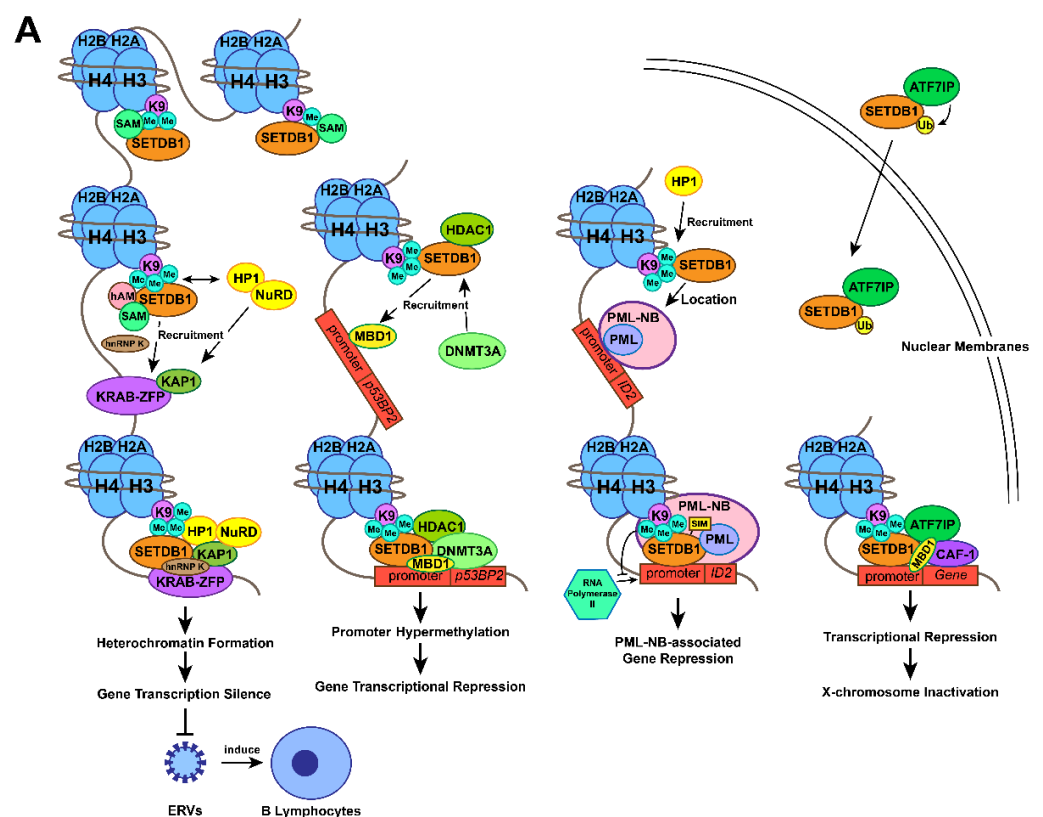 A
H2B H2A
H4 H3
K9
SAM
Me Me
SETDB1
H2B H2A
H4 H3
K9
Me
SAM
SETDB1
ATF7IP
SETDB1
Ub
H2B H2A
H4 H3
K9
Me
Me Me
hAM
SETDB1
SAM
HP1
NuRD
Recruitment
hnRNP K
KAP1
KRAB-ZFP
H2B H2A
H4 H3
K9
Me
Me
Me
HDAC1
SETDB1
Recruitment
MBD1
DNMT3A
promoter
p53BP2
HP1
Recruitment
H2B H2A
H4 H3
K9
Me
Me
Me
SETDB1
Location
PML-NB
PML
promoter
ID2
ATF7IP
SETDB1
Ub
Nuclear Membranes
H2B H2A
H4 H3
K9
Me
Me Me
HP1
NuRD
SETDB1
KAP1
hnRNP K
KRAB-ZFP
Heterochromatin Formation
Gene Transcription Silence
ERVs
induce
B Lymphocytes
H2B H2A
H4 H3
K9
Me Me Me
HDAC1
SETDB1
DNMT3A
MBD1
promoter p53BP2
Promoter Hypermethylation
Gene Transcriptional Repression
H2B H2A
H4 H3
K9
PML-NB
Me
Me Me
SIM
PML
SETDB1
promoter ID2
RNA
Polymerase
II
PML-NB-associated
Gene Repression
H2B H2A
H4 H3
K9
Me Me Me
ATF7IP
SETDB1
MBD1
CAF-1
promoter Gene
Transcriptional Repression
X-chromosome Inactivation